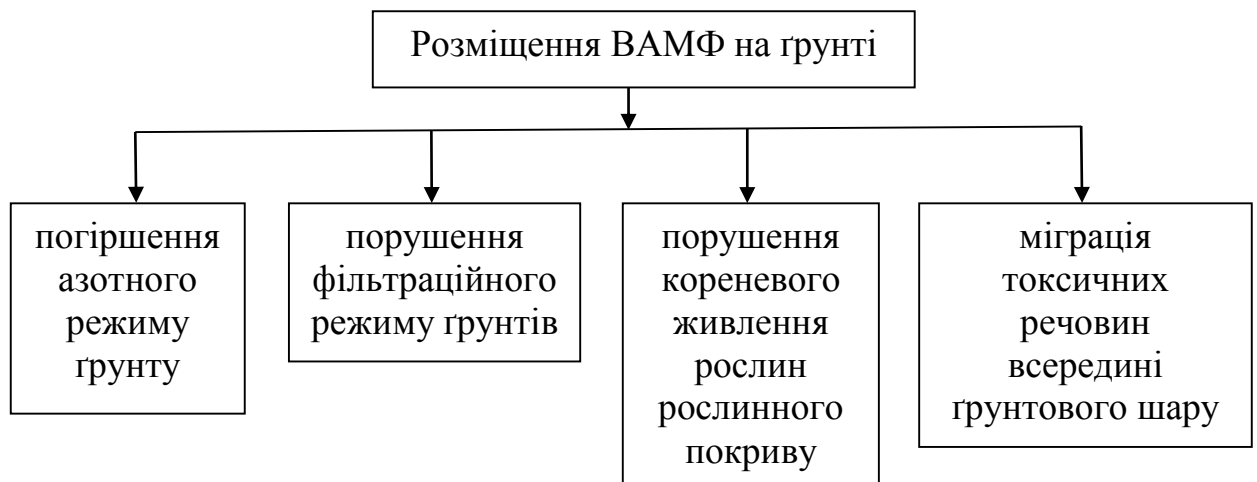 Розміщення ВАМФ на ґрунті
погіршення
азотного
режиму
ґрунту
порушення
фільтраційного
режиму ґрунтів
порушення
кореневого
живлення
рослин
рослинного
покриву
міграція
токсичних
речовин
всередині
ґрунтового шару